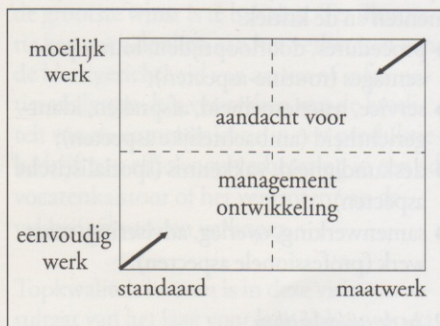 moeilijk
werk
aandacht voor
management
ontwikkeling
eenvoudig
werk
standaard
maatwerk